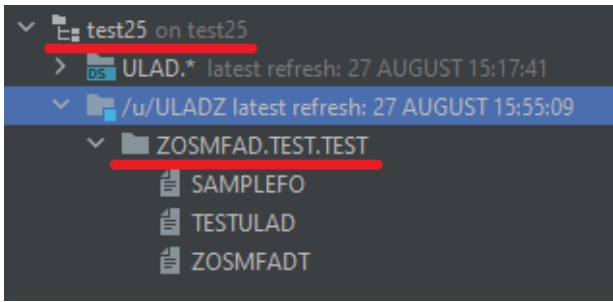 test25 on test25
DS ULAD.* latest refresh: 27 AUGUST 15:17:41
/u/ULADZ latest refresh: 27 AUGUST 15:55:09
ZOSMFAD.TEST.TEST
SAMPLEFO
TESTULAD
ZOSMFADT